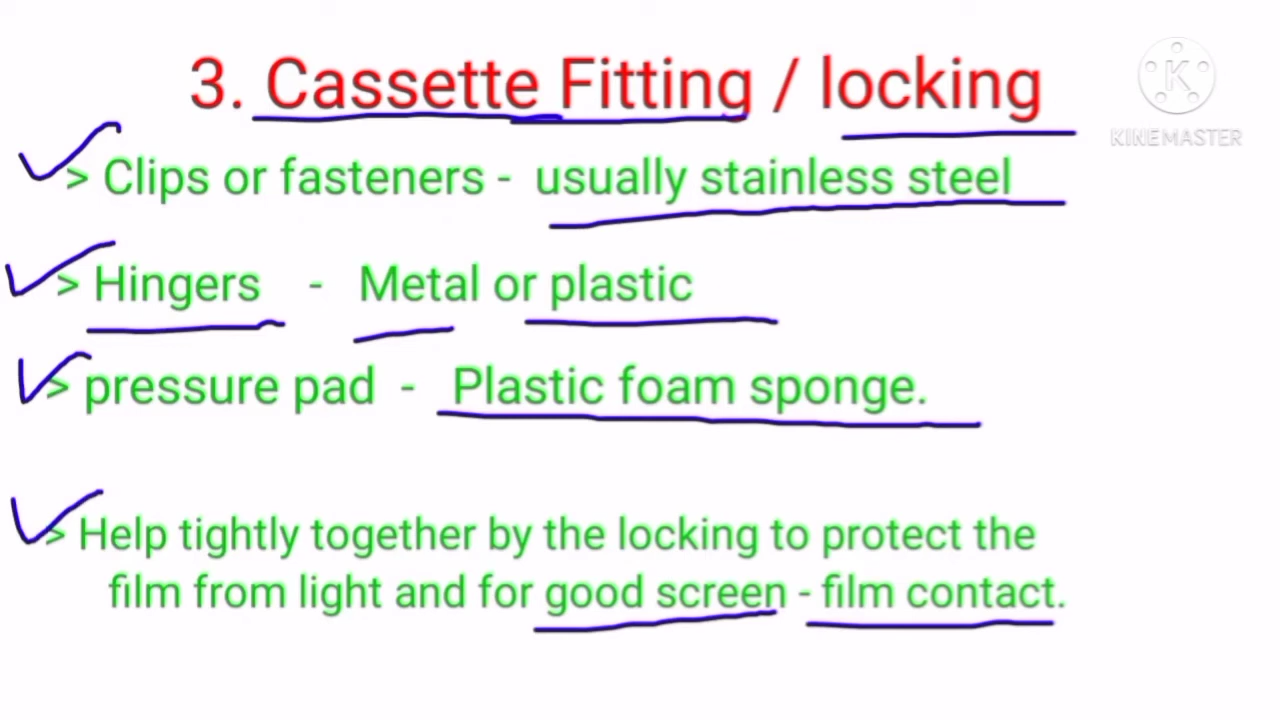 3. Cassette Fitting / locking
KINEMASTER
> Clips or fasteners - usually stainless steel
> Hingers - Metal or plastic
> pressure pad - Plastic foam sponge.
> Help tightly together by the locking to protect the
film from light and for good screen - film contact.